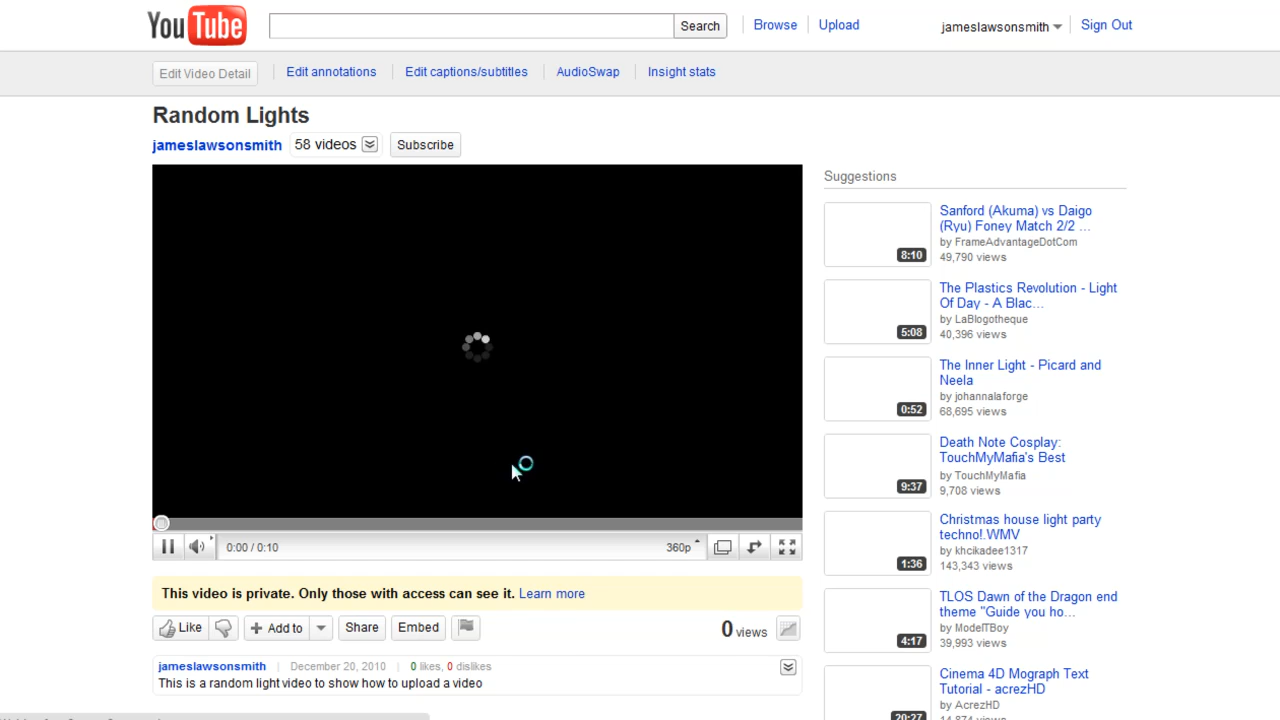 You Tube
Search
Browse
Upload
jameslawsonsmith
Sign Out
Edit Video Detail
Edit annotations
Edit captions/subtitles
AudioSwap
Insight stats
Random Lights
jameslawsonsmith
58 videos
Subscribe
0:00 / 0:10
360p
This video is private. Only those with access can see it. Learn more
Like
Add to
Share
Embed
0 views
jameslawsonsmith
December 20, 2010
0 likes, 0 dislikes
This is a random light video to show how to upload a video
Suggestions
8:10
Sanford (Akuma) vs Daigo
(Ryu) Foney Match 2/2 ...
by FrameAdvantageDotCom
49,790 views
5:08
The Plastics Revolution - Light
Of Day - A Blac...
by LaBlogotheque
40,396 views
0:52
The Inner Light - Picard and
Neela
by johannalaforge
68,695 views
9:37
Death Note Cosplay:
TouchMyMafia's Best
by TouchMyMafia
9,708 views
1:36
Christmas house light party
techno!.WMV
by khcikadee1317
143,343 views
4:17
TLOS Dawn of the Dragon end
theme "Guide you ho...
by ModelTBoy
39,993 views
20:27
Cinema 4D Mograph Text
Tutorial - acrezHD
by AcrezHD
14,874 views